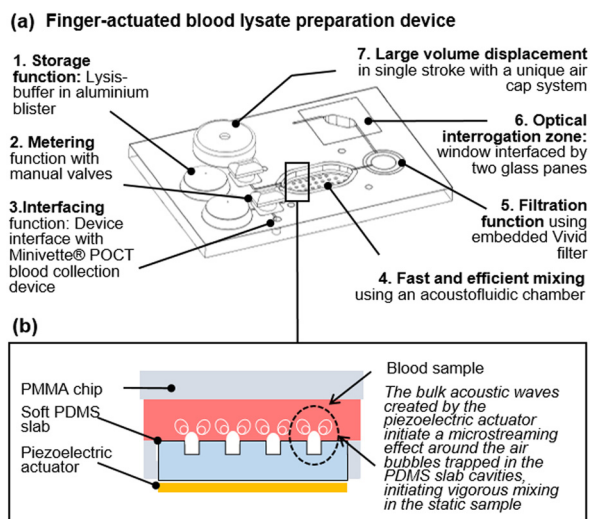 (a) Finger-actuated blood lysate preparation device
1. Storage
function: Lysis-
buffer in aluminium
blister
2. Metering
function with
manual valves
3.Interfacing
function: Device
interface with
Minivette® POCT
blood collection
device
7. Large volume displacement
in single stroke with a unique air
cap system
6. Optical
interrogation zone:
window interfaced by
two glass panes
5. Filtration
function using
embedded Vivid
filter
4. Fast and efficient mixing
using an acoustofluidic chamber
(b)
PMMA chip
Soft PDMS
slab
Piezoelectric
actuator
Blood sample
The bulk acoustic waves
created by the
piezoelectric actuator
initiate a microstreaming
effect around the air
bubbles trapped in the
PDMS slab cavities,
initiating vigorous mixing
in the static sample